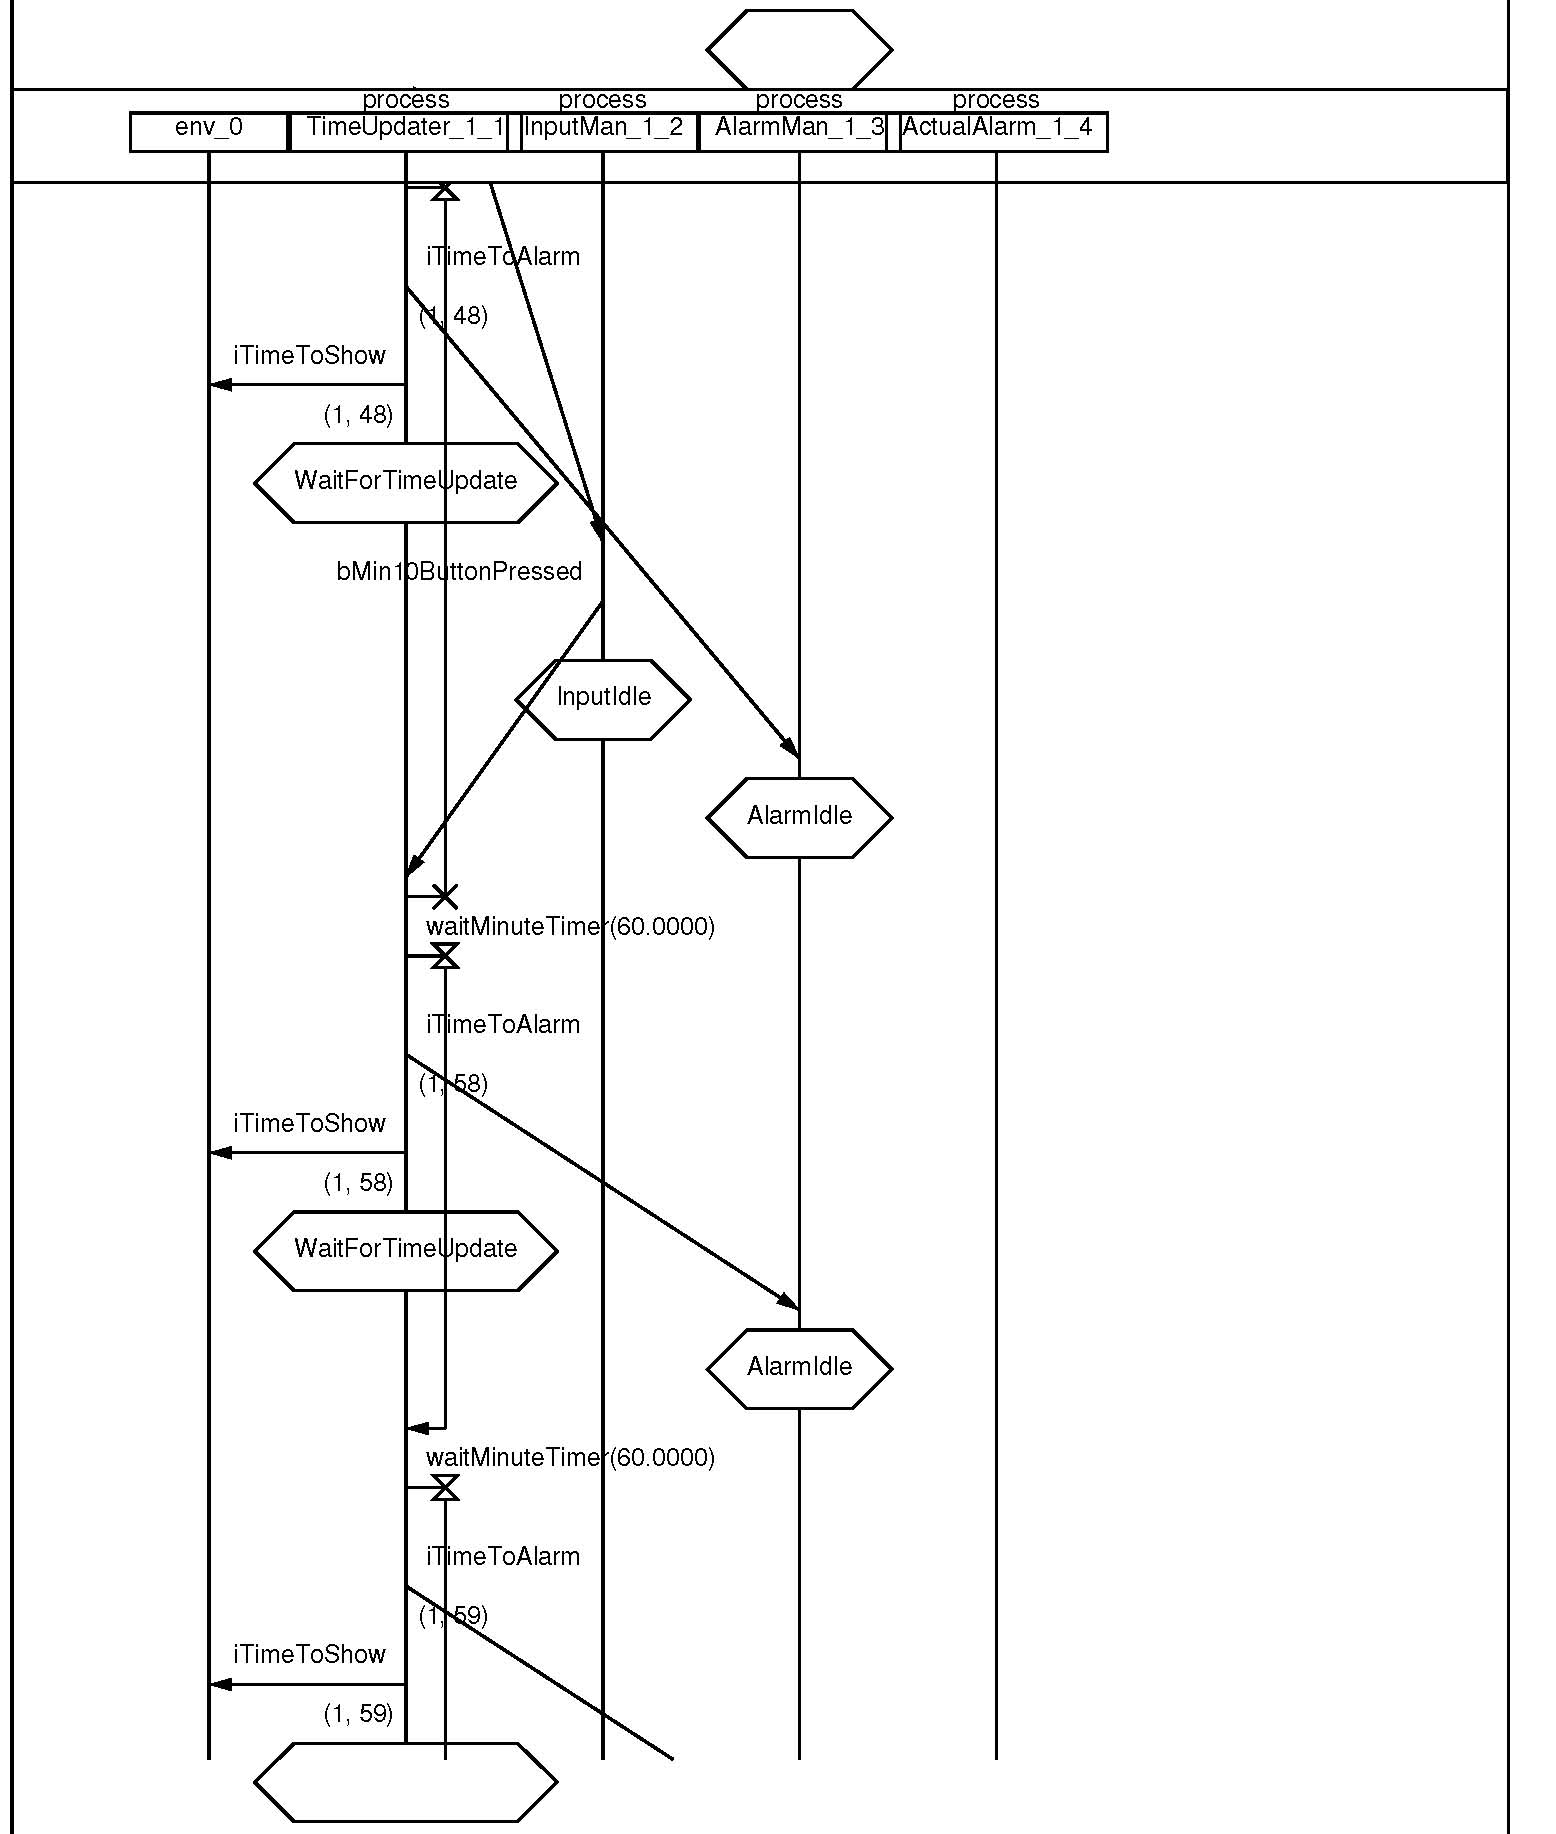 process process process process
env_0 TimeUpdater_1_1 InputMan_1_2 AlarmMan_1_3 ActualAlarm_1_4
iTimeToAlarm
(1, 48)
iTimeToShow
(1, 48)
WaitForTimeUpdate
bMin10ButtonPressed
InputIdle
AlarmIdle
waitMinuteTimer(60.0000)
iTimeToAlarm
(1, 58)
iTimeToShow
(1, 58)
WaitForTimeUpdate
AlarmIdle
waitMinuteTimer(60.0000)
iTimeToAlarm
(1, 59)
iTimeToShow
(1, 59)